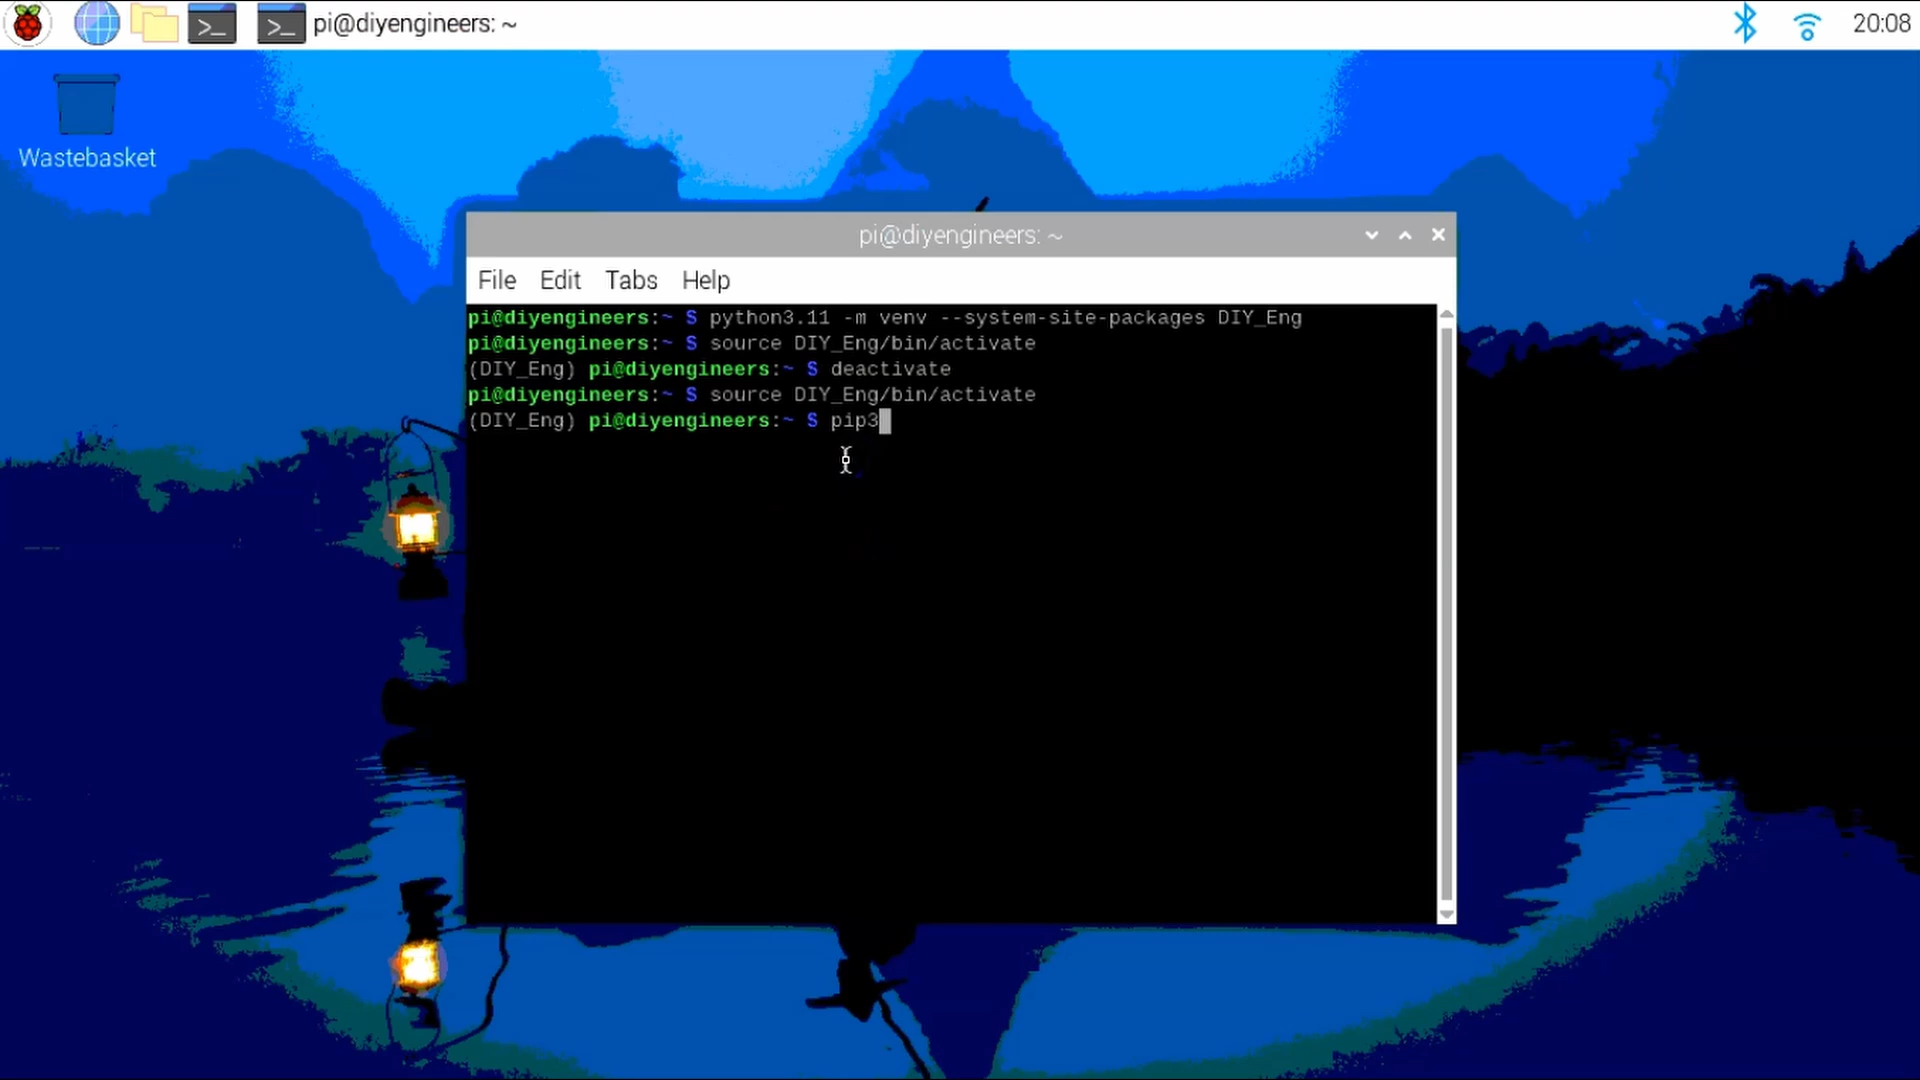 pi@diyengineers: ~
20:08
Wastebasket
pi@diyengineers: ~
File Edit Tabs Help
pi@diyengineers:~ $ python3.11 -m venv --system-site-packages DIY_Eng
pi@diyengineers:~ $ source DIY_Eng/bin/activate
(DIY_Eng) pi@diyengineers:~ $ deactivate
pi@diyengineers:~ $ source DIY_Eng/bin/activate
(DIY_Eng) pi@diyengineers:~ $ pip3